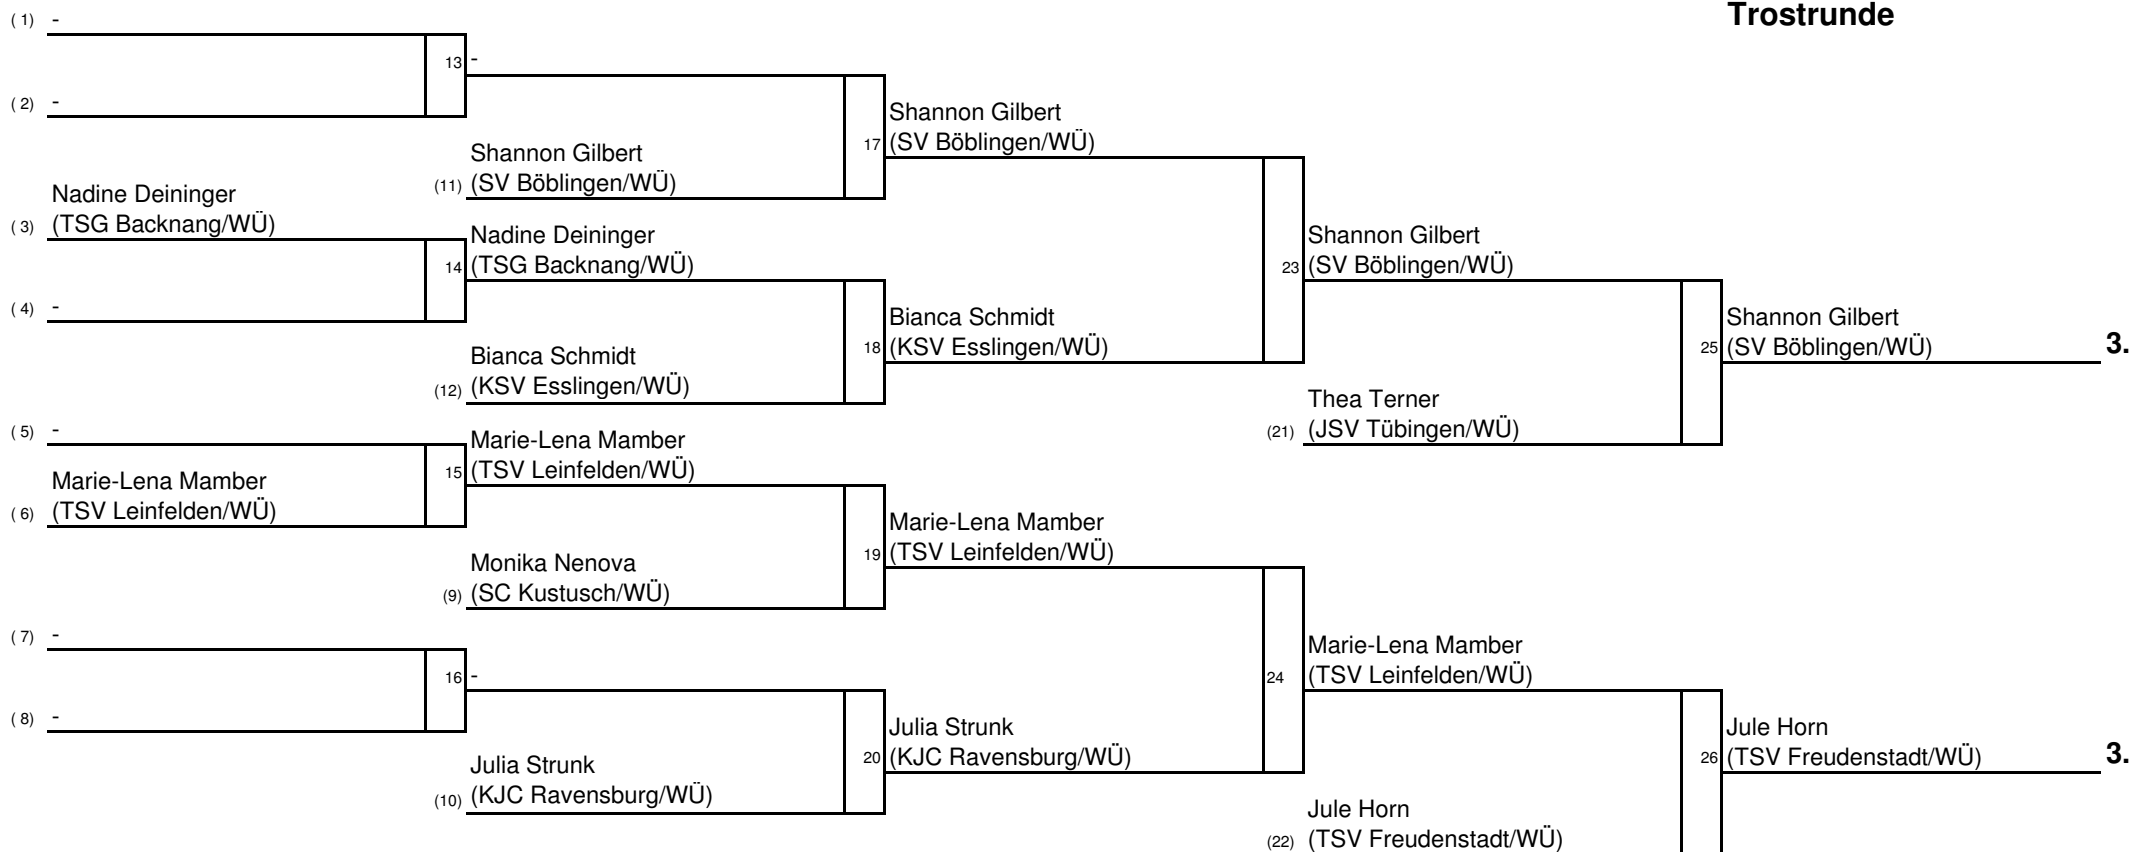 Trostrunde
( 1) -
13 -
( 2) -
Shannon Gilbert
17 (SV Böblingen/WÜ)
Shannon Gilbert
(11) (SV Böblingen/WÜ)
Nadine Deininger
( 3) (TSG Backnang/WÜ)
Nadine Deininger
14 (TSG Backnang/WÜ)
Shannon Gilbert
23 (SV Böblingen/WÜ)
( 4) -
Bianca Schmidt
18 (KSV Esslingen/WÜ)
Shannon Gilbert
25 (SV Böblingen/WÜ) 3.
Bianca Schmidt
(12) (KSV Esslingen/WÜ)
Thea Terner
(21) (JSV Tübingen/WÜ)
( 5) -
Marie-Lena Mamber
15 (TSV Leinfelden/WÜ)
Marie-Lena Mamber
( 6) (TSV Leinfelden/WÜ)
Marie-Lena Mamber
19 (TSV Leinfelden/WÜ)
Monika Nenova
(9) (SC Kustusch/WÜ)
( 7) -
16 -
Marie-Lena Mamber
24 (TSV Leinfelden/WÜ)
( 8) -
Julia Strunk
20 (KJC Ravensburg/WÜ)
Jule Horn
26 (TSV Freudenstadt/WÜ) 3.
Julia Strunk
(10) (KJC Ravensburg/WÜ)
Jule Horn
(22) (TSV Freudenstadt/WÜ)